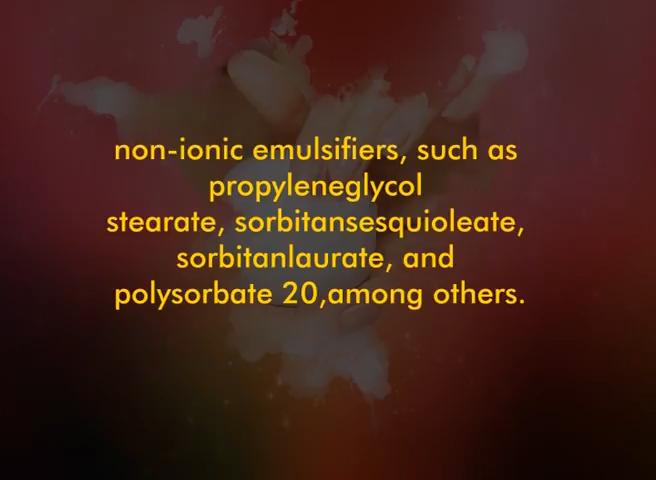 non-ionic emulsifiers, such as
propyleneglycol
stearate, sorbitansesquioleate,
sorbitanlaurate, and
polysorbate 20,among others.